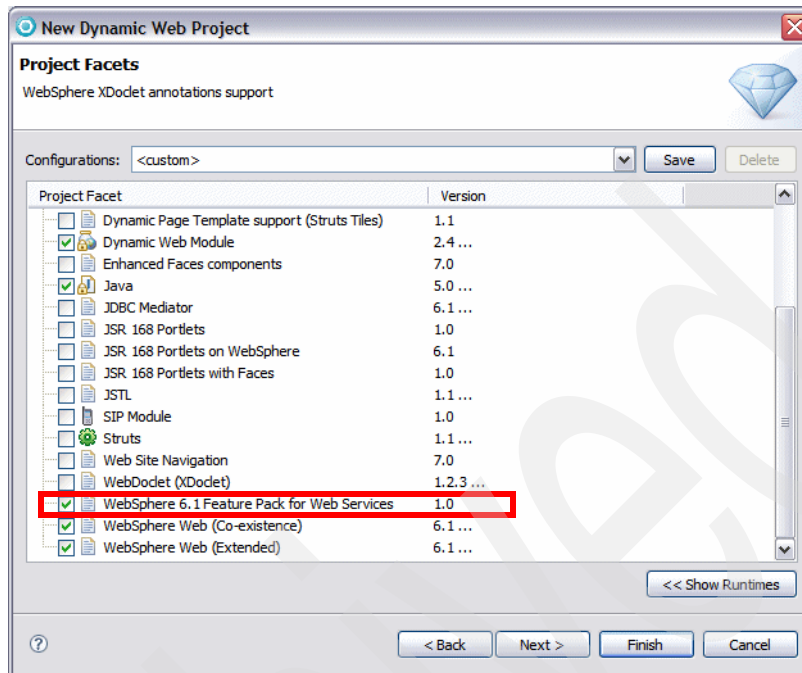 New Dynamic Web Project
Project Facets
WebSphere XDoclet annotations support
Configurations: <custom> Save Delete
Project Facet Version
Dynamic Page Template support (Struts Tiles) 1.1
Dynamic Web Module 2.4 ...
Enhanced Faces components 7.0
Java 5.0 ...
JDBC Mediator 6.1 ...
JSR 168 Portlets 1.0
JSR 168 Portlets on WebSphere 6.1
JSR 168 Portlets with Faces 1.0
JSTL 1.1 ...
SIP Module 1.0
Struts 1.1 ...
Web Site Navigation 7.0
WebDoclet (XDoclet) 1.2.3 ...
WebSphere 6.1 Feature Pack for Web Services 1.0
WebSphere Web (Co-existence) 6.1 ...
WebSphere Web (Extended) 6.1 ...
<< Show Runtimes
? < Back Next > Finish Cancel